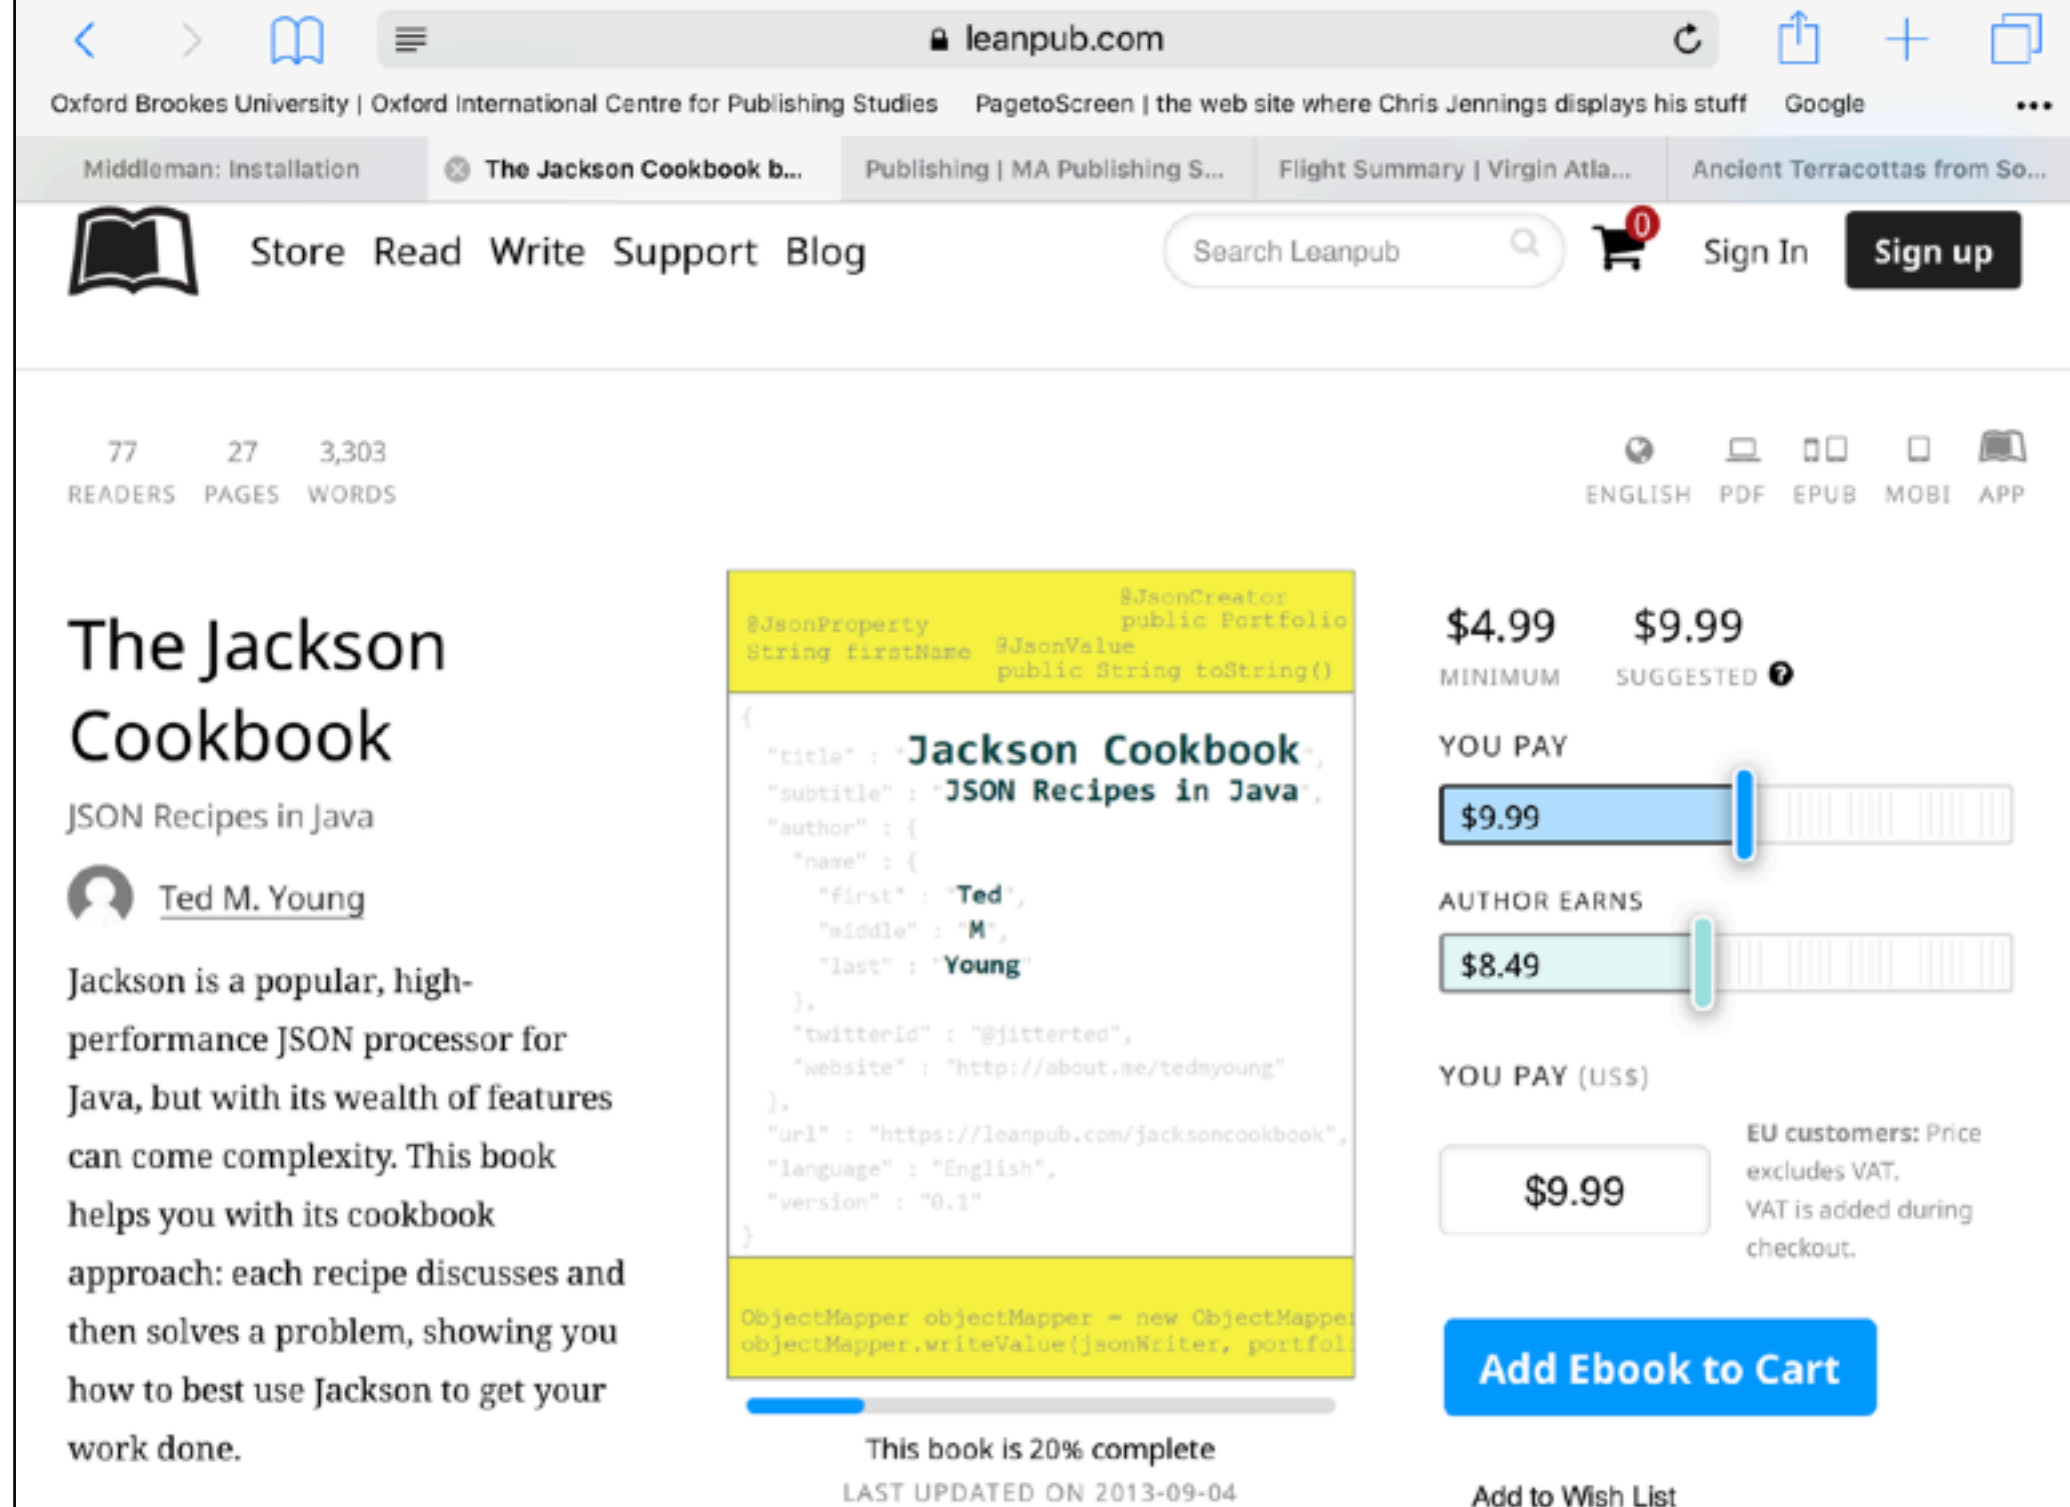 leanpub.com
Oxford Brookes University | Oxford International Centre for Publishing Studies PagetoScreen | the web site where Chris Jennings displays his stuff Google •••
Middleman: Installation The Jackson Cookbook b... Publishing | MA Publishing S... Flight Summary | Virgin Atla... Ancient Terracottas from So...
Store Read Write Support Blog Search Leanpub 0 Sign In Sign up
77 27 3,303
READERS PAGES WORDS
ENGLISH PDF EPUB MOBI APP
The Jackson
Cookbook
JSON Recipes in Java
Ted M. Young
Jackson is a popular, high-
performance JSON processor for
Java, but with its wealth of features
can come complexity. This book
helps you with its cookbook
approach: each recipe discusses and
then solves a problem, showing you
how to best use Jackson to get your
work done.
@JsonCreator
public Portfolio
@JsonProperty
String firstName
@JsonValue
public String toString()
{
"title" : "Jackson Cookbook",
"subtitle" : "JSON Recipes in Java",
"author" : {
"name" : {
"first" : "Ted",
"middle" : "M",
"last" : "Young"
},
"twitterId" : "@jitterted",
"website" : "http://about.me/tedmyoung"
},
"url" : "https://leanpub.com/jacksoncookbook",
"language" : "English",
"version" : "0.1"
}
ObjectMapper objectMapper = new ObjectMapper
objectMapper.writeValue(jsonWriter, portfol
This book is 20% complete
LAST UPDATED ON 2013-09-04
$4.99 $9.99
MINIMUM SUGGESTED ?
YOU PAY
$9.99
AUTHOR EARNS
$8.49
YOU PAY (US$)
$9.99
EU customers: Price
excludes VAT.
VAT is added during
checkout.
Add Ebook to Cart
Add to Wish List